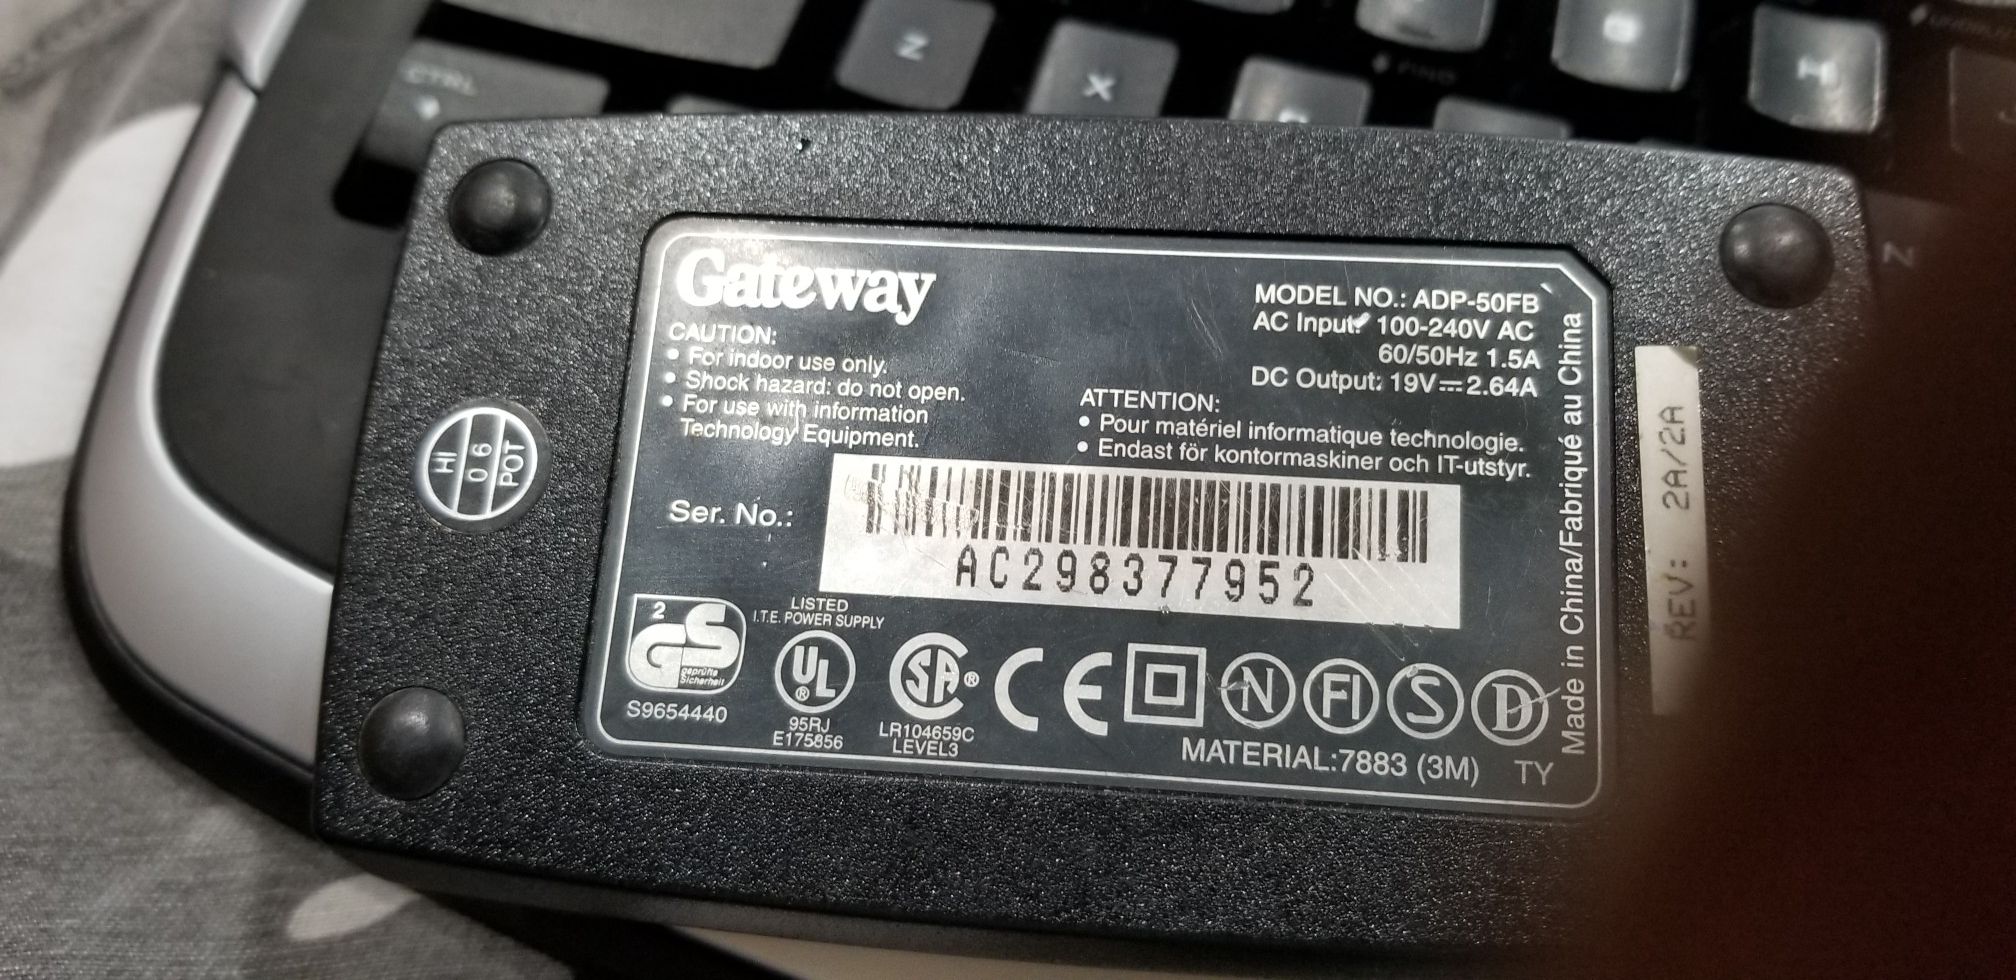 CTRL
Z
X
FIND
H
N
Gateway
CAUTION:
• For indoor use only.
• Shock hazard: do not open.
• For use with information
Technology Equipment.
MODEL NO.: ADP-50FB
AC Input: 100-240V AC
60/50Hz 1.5A
DC Output: 19V⎓2.64A
ATTENTION:
• Pour matériel informatique technologie.
• Endast för kontormaskiner och IT-utstyr.
Ser. No.:
AC298377952
HI
06
POT
2
GS
geprüfte
Sicherheit
S9654440
LISTED
I.T.E. POWER SUPPLY
UL
®
95RJ
E175856
SA®
LR104659C
LEVEL3
CE
N
FI
S
D
MATERIAL:7883 (3M)
TY
Made in China/Fabriqué au China
REV: 2A/2A